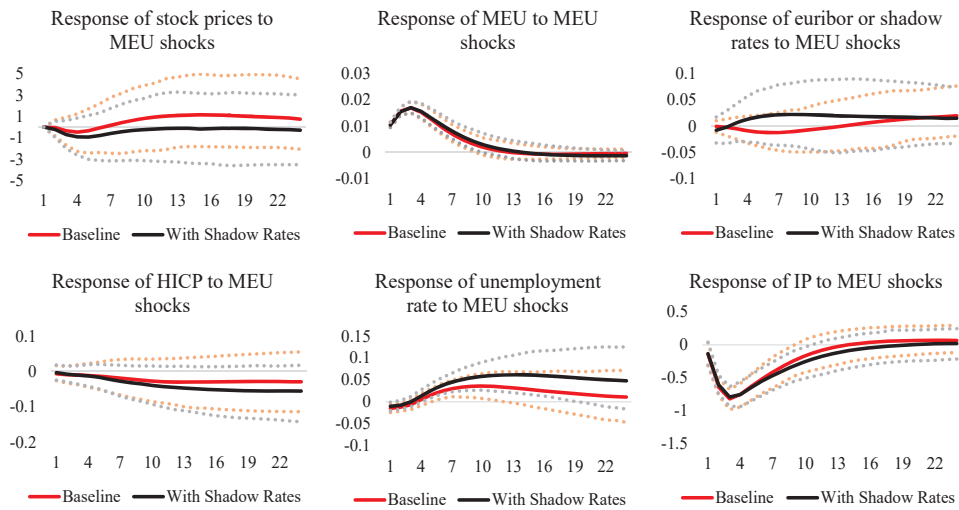 Response of stock prices to
MEU shocks
5
3
1
-1
-3
-5
1 4 7 10 13 16 19 22
Baseline With Shadow Rates
Response of MEU to MEU
shocks
0.03
0.02
0.01
0
-0.01
1 4 7 10 13 16 19 22
Baseline With Shadow Rates
Response of euribor or shadow
rates to MEU shocks
0.1
0.05
0
-0.05
-0.1
1 4 7 10 13 16 19 22
Baseline With Shadow Rates
Response of HICP to MEU
shocks
0.1
0
-0.1
-0.2
1 4 7 10 13 16 19 22
Baseline With Shadow Rates
Response of unemployment
rate to MEU shocks
0.15
0.1
0.05
0
-0.05
-0.1
1 4 7 10 13 16 19 22
Baseline With Shadow Rates
Response of IP to MEU shocks
0.5
0
-0.5
-1
-1.5
1 4 7 10 13 16 19 22
Baseline With Shadow Rates